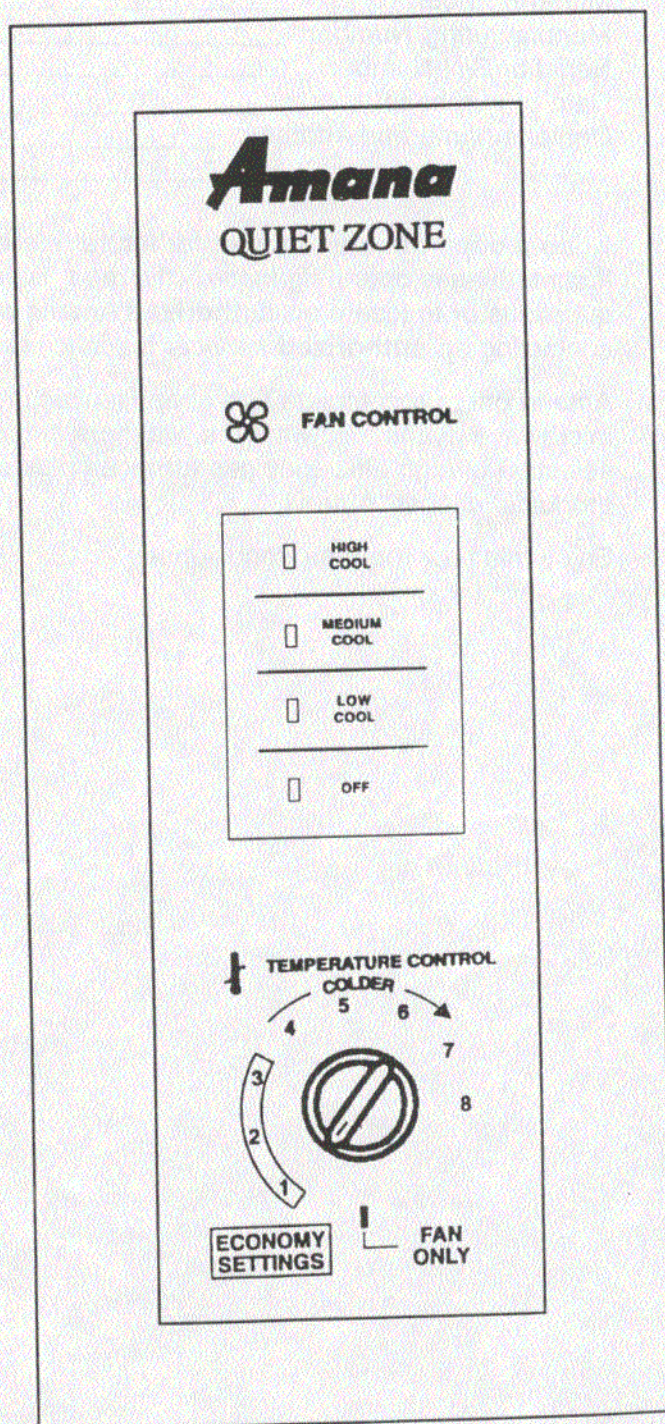 Amana
QUIET ZONE
FAN CONTROL
HIGH
COOL
MEDIUM
COOL
LOW
COOL
OFF
TEMPERATURE CONTROL
COLDER
1
2
3
4
5
6
7
8
ECONOMY
SETTINGS
FAN
ONLY